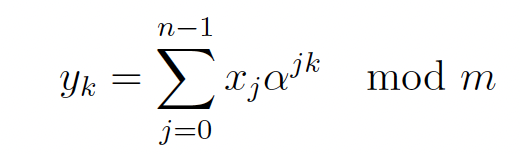 $y_k = \sum_{j=0}^{n-1} x_j \alpha^{jk} \mod m$